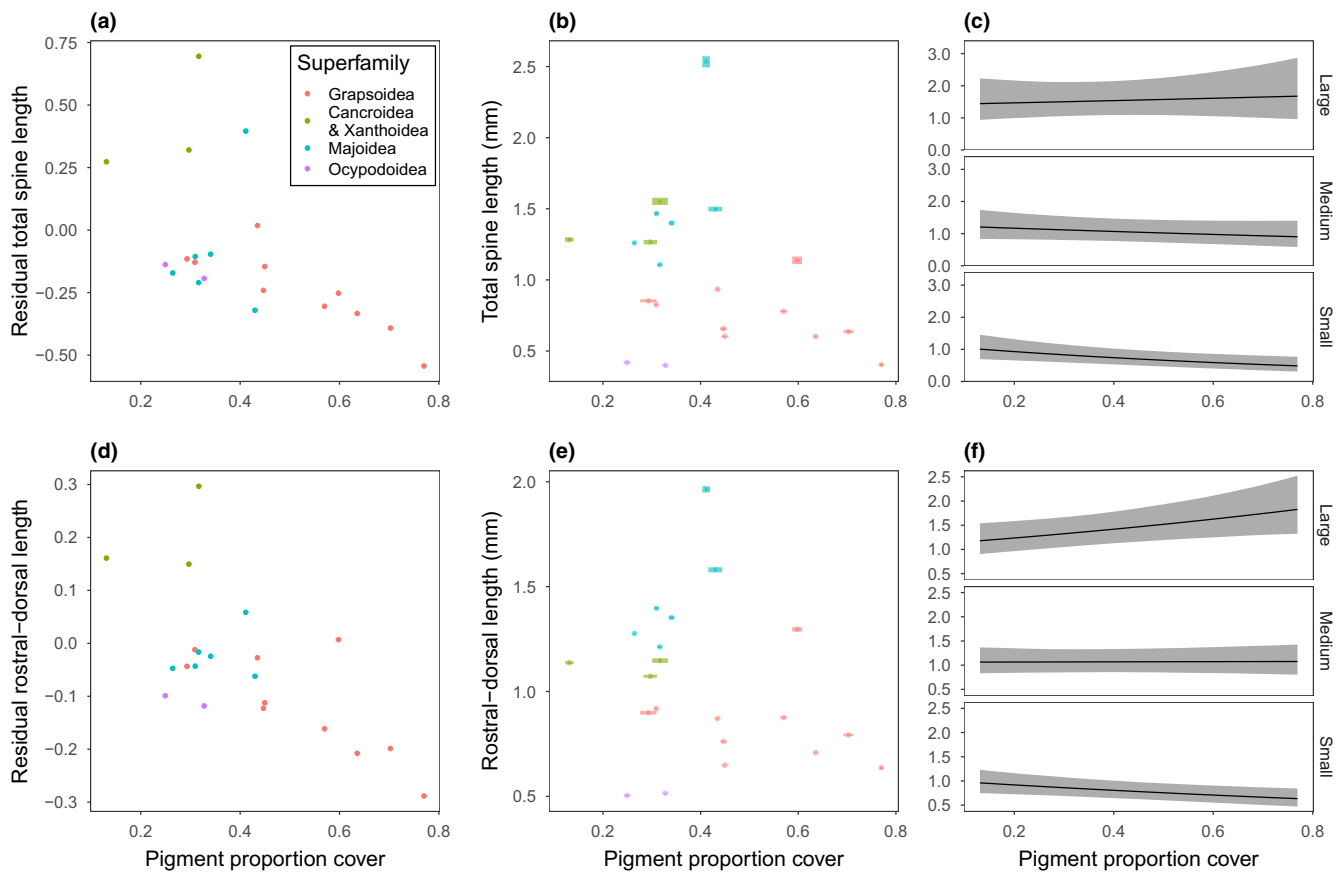 (a)
Residual total spine length
0.75
0.50
0.25
0.00
−0.25
−0.50
0.2
0.4
0.6
0.8
Superfamily
Grapsoidea
Cancroidea
& Xanthoidea
Majoidea
Ocypodoidea
(b)
Total spine length (mm)
2.5
2.0
1.5
1.0
0.5
0.2
0.4
0.6
0.8
(c)
3.0
2.0
1.0
0.0
Large
3.0
2.0
1.0
0.0
Medium
3.0
2.0
1.0
0.0
Small
0.2
0.4
0.6
0.8
(d)
Residual rostral−dorsal length
0.3
0.2
0.1
0.0
−0.1
−0.2
−0.3
0.2
0.4
0.6
0.8
Pigment proportion cover
(e)
Rostral−dorsal length (mm)
2.0
1.5
1.0
0.5
0.2
0.4
0.6
0.8
Pigment proportion cover
(f)
2.5
2.0
1.5
1.0
0.5
Large
2.5
2.0
1.5
1.0
0.5
Medium
2.5
2.0
1.5
1.0
0.5
Small
0.2
0.4
0.6
0.8
Pigment proportion cover